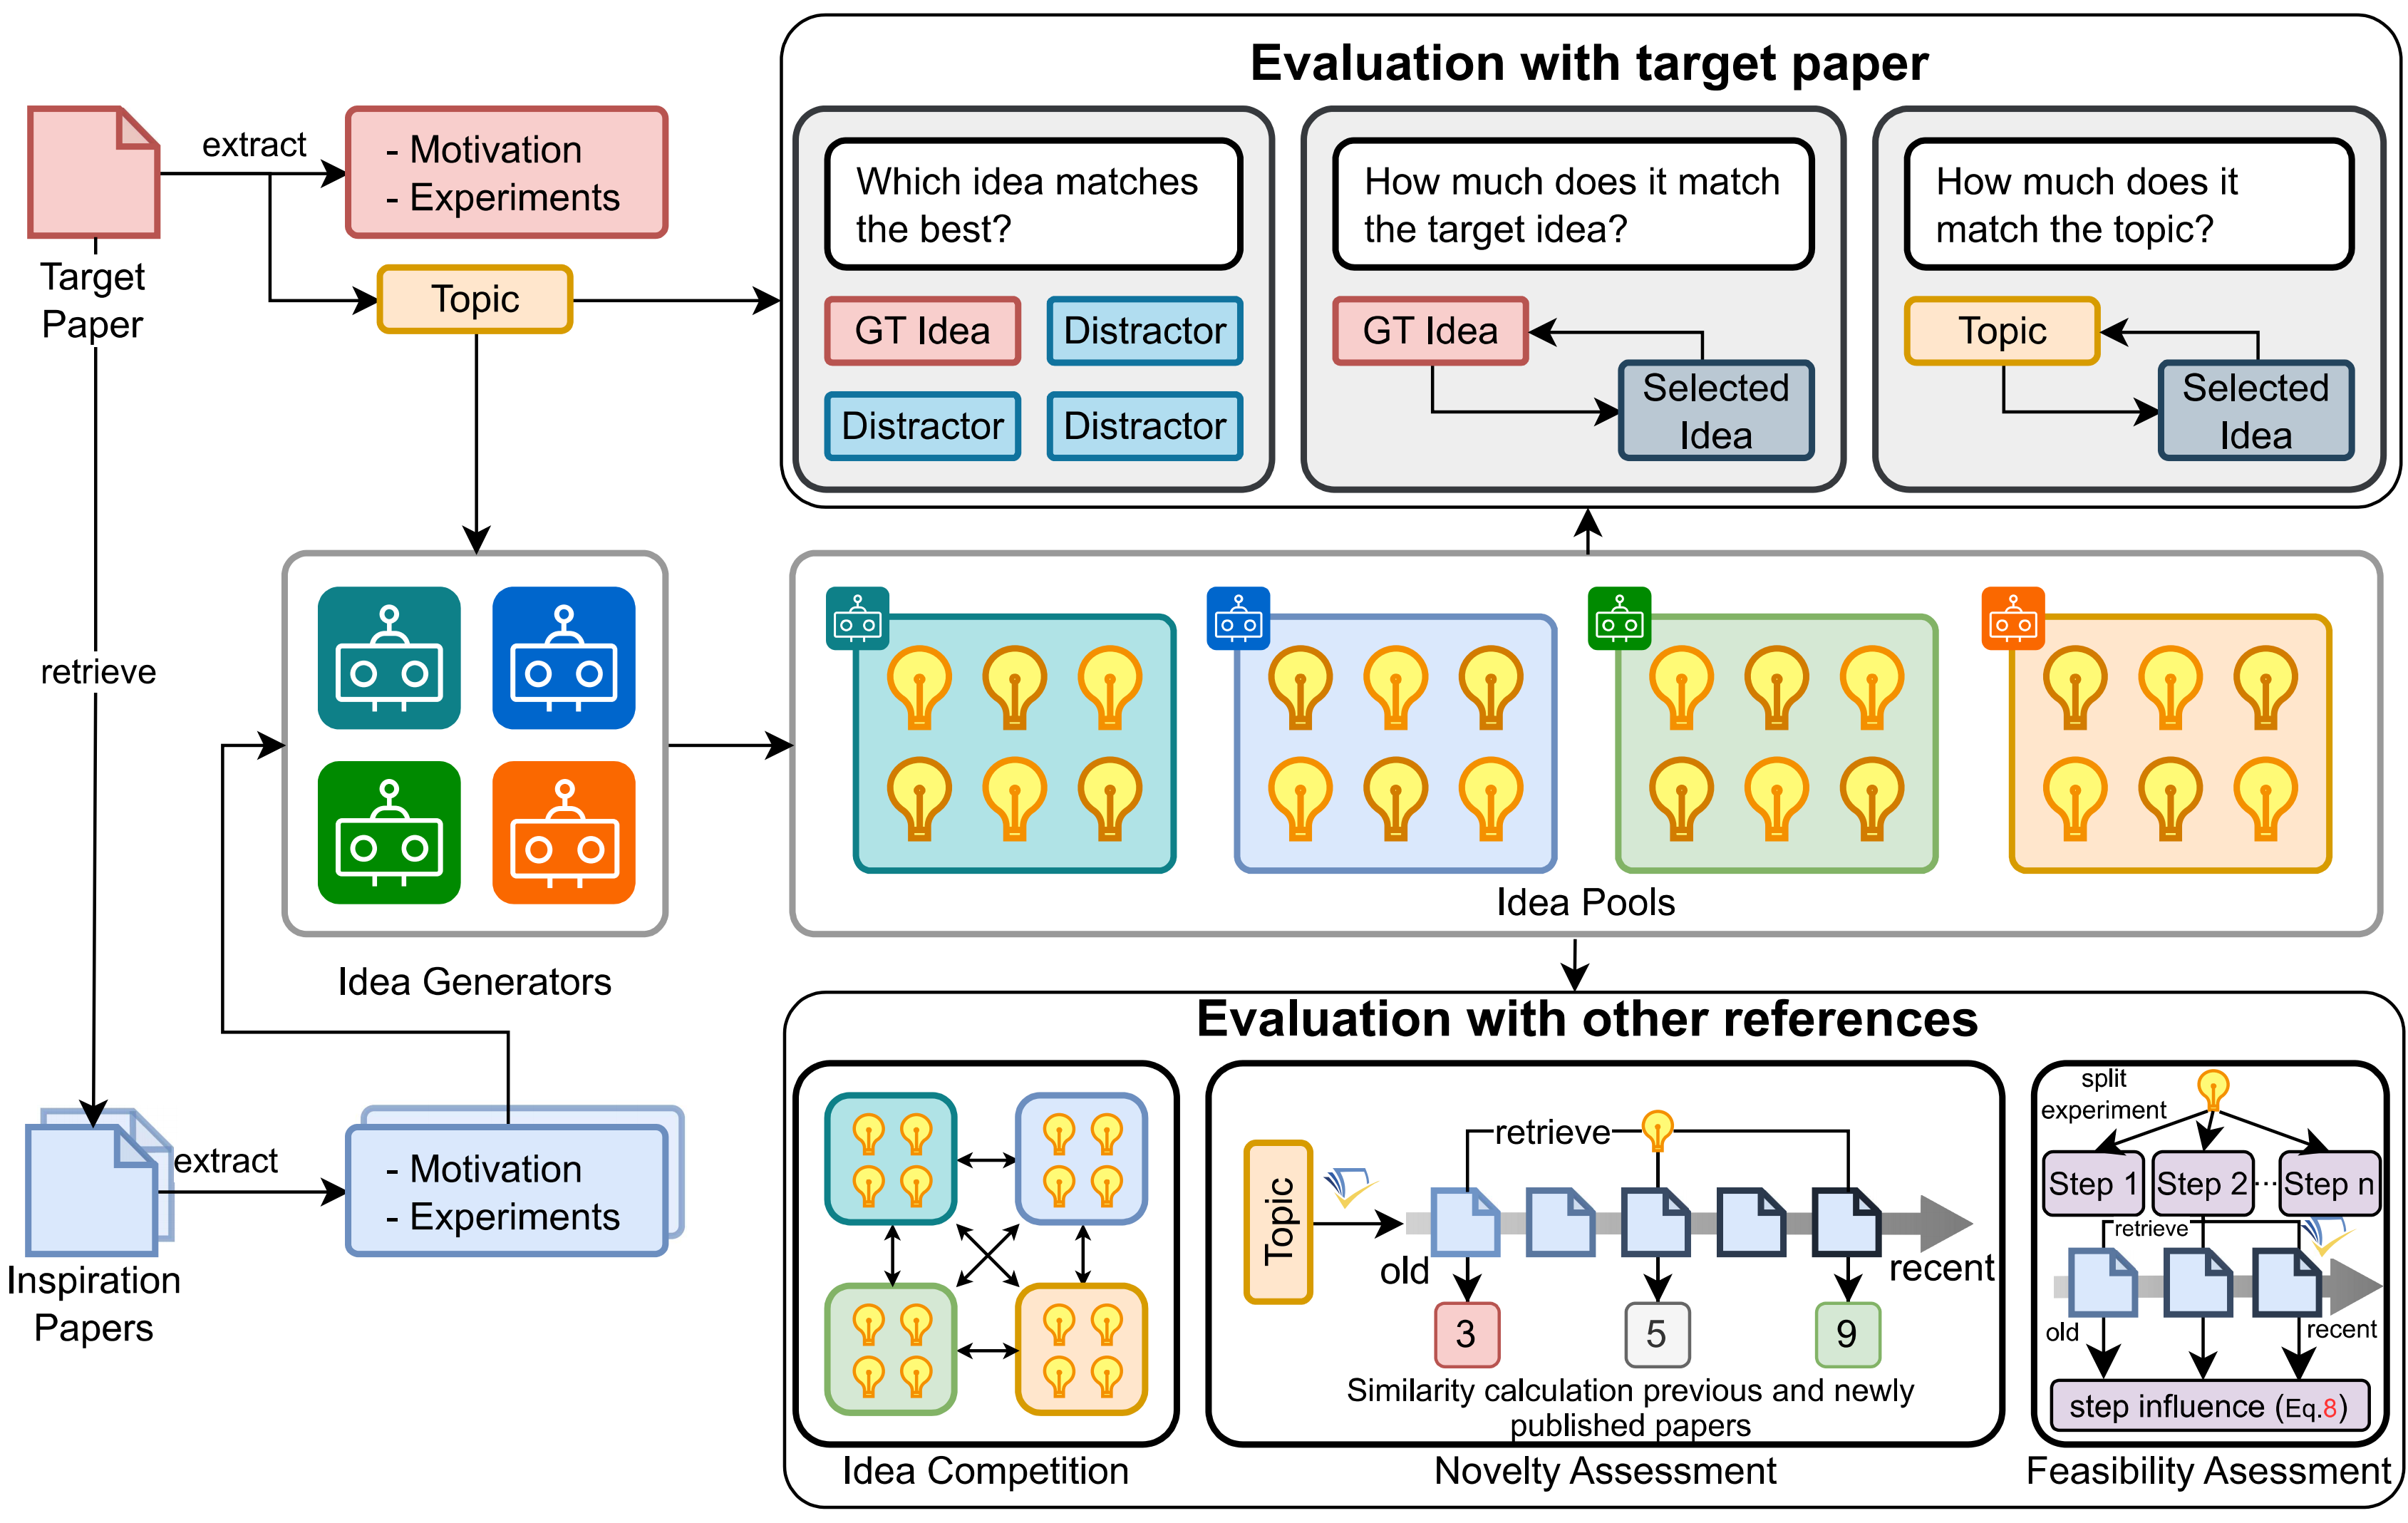 Evaluation with target paper
extract
- Motivation
- Experiments
Target
Paper
Topic
Which idea matches
the best?
GT Idea
Distractor
Distractor
Distractor
How much does it match
the target idea?
GT Idea
Selected
Idea
How much does it
match the topic?
Topic
Selected
Idea
retrieve
Idea Generators
Idea Pools
Inspiration
Papers
extract
- Motivation
- Experiments
Evaluation with other references
Idea Competition
Topic
retrieve
old
recent
3
5
9
Similarity calculation previous and newly
published papers
Novelty Assessment
split
experiment
Step 1
Step 2
...
Step n
retrieve
old
recent
step influence (Eq.8)
Feasibility Asessment